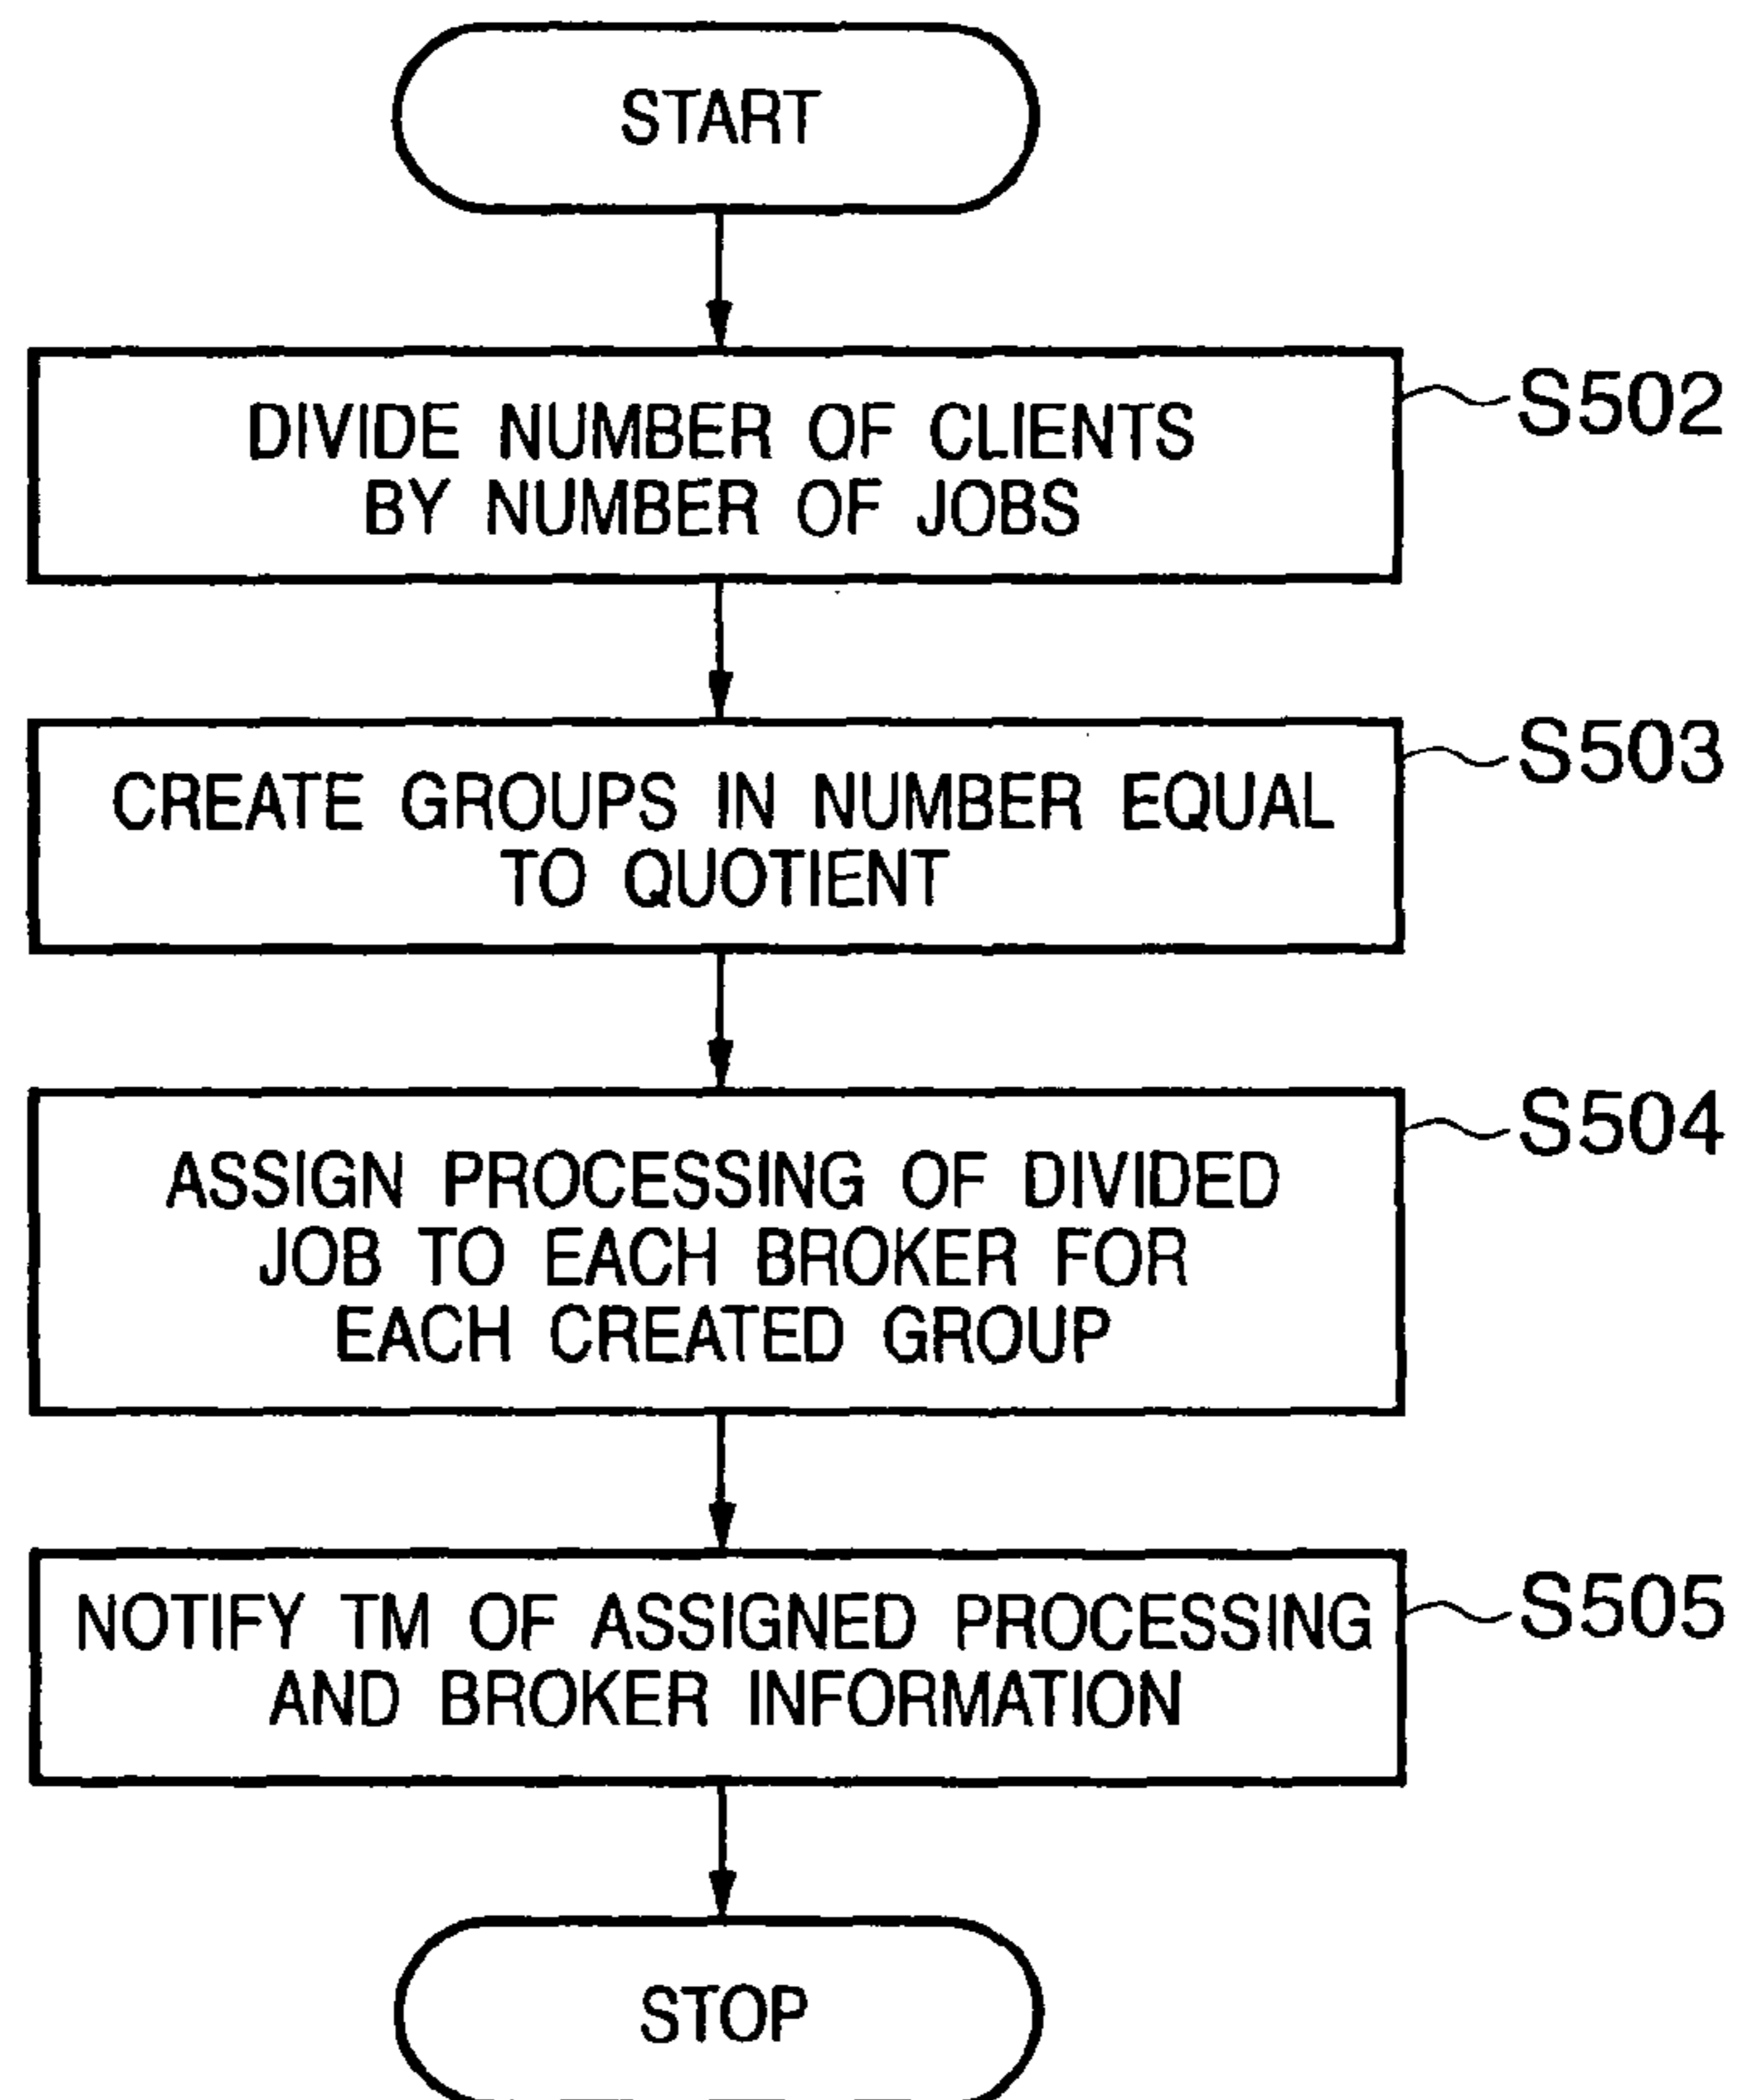 START
DIVIDE NUMBER OF CLIENTS
BY NUMBER OF JOBS
S502
CREATE GROUPS IN NUMBER EQUAL
TO QUOTIENT
S503
ASSIGN PROCESSING OF DIVIDED
JOB TO EACH BROKER FOR
EACH CREATED GROUP
S504
NOTIFY TM OF ASSIGNED PROCESSING
AND BROKER INFORMATION
S505
STOP